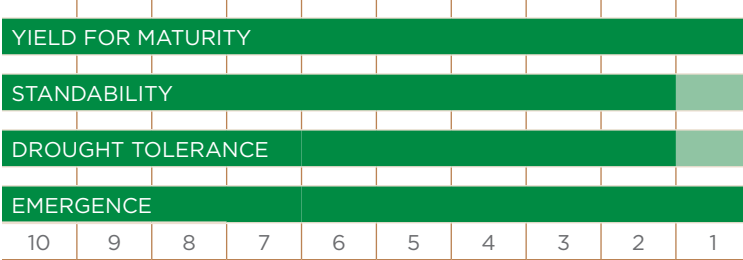 YIELD FOR MATURITY
STANDABILITY
DROUGHT TOLERANCE
EMERGENCE
10 9 8 7 6 5 4 3 2 1